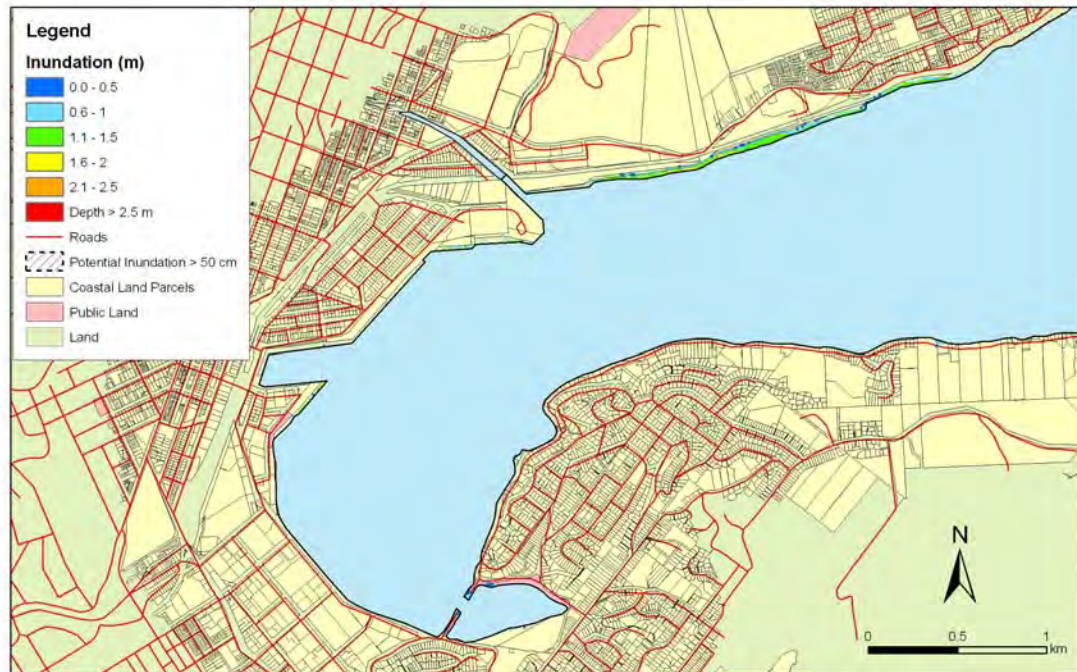 Legend
Inundation (m)
0.0 - 0.5
0.6 - 1
1.1 - 1.5
1.6 - 2
2.1 - 2.5
Depth > 2.5 m
Roads
Potential Inundation > 50 cm
Coastal Land Parcels
Public Land
Land
N
0 0.5 1
km